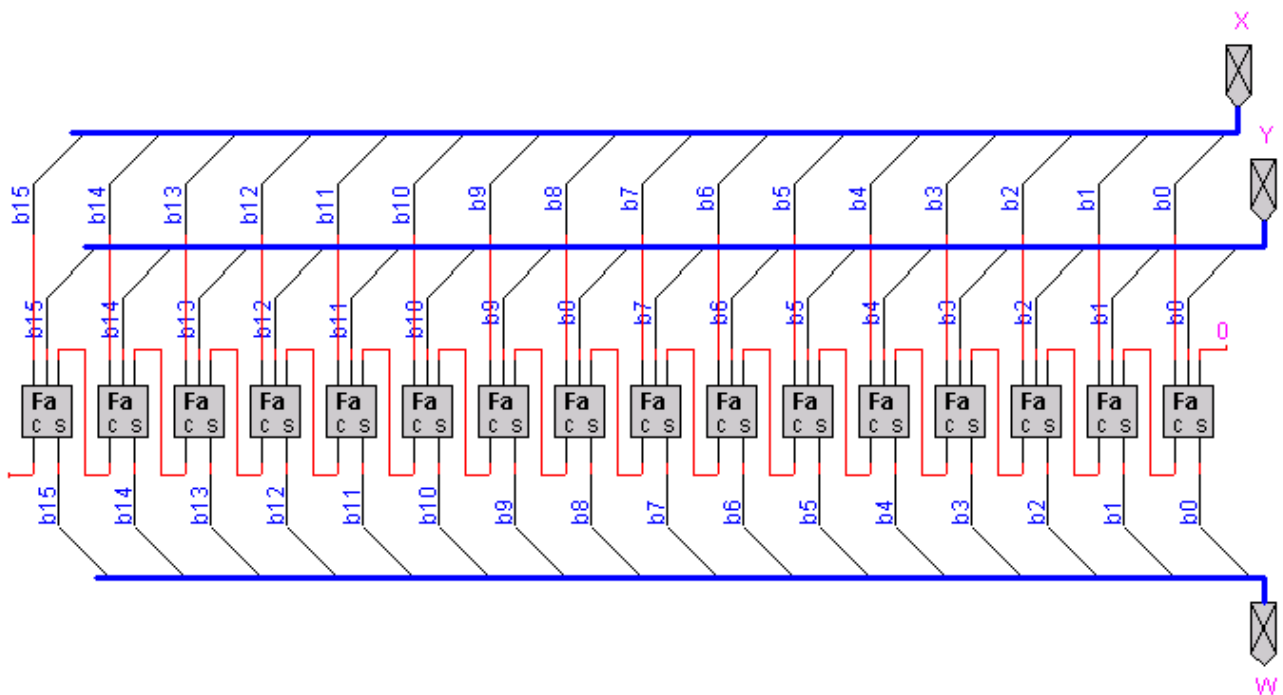 X
Y
b15 b14 b13 b12 b11 b10 b9 b8 b7 b6 b5 b4 b3 b2 b1 b0
b15 b14 b13 b12 b11 b10 b9 b0 b7 b6 b5 b4 b3 b2 b1 b0
0
Fa Fa Fa Fa Fa Fa Fa Fa Fa Fa Fa Fa Fa Fa Fa Fa
C S C S C S C S C S C S C S C S C S C S C S C S C S C S C S C S
b15 b14 b13 b12 b11 b10 b9 b8 b7 b6 b5 b4 b3 b2 b1 b0
W